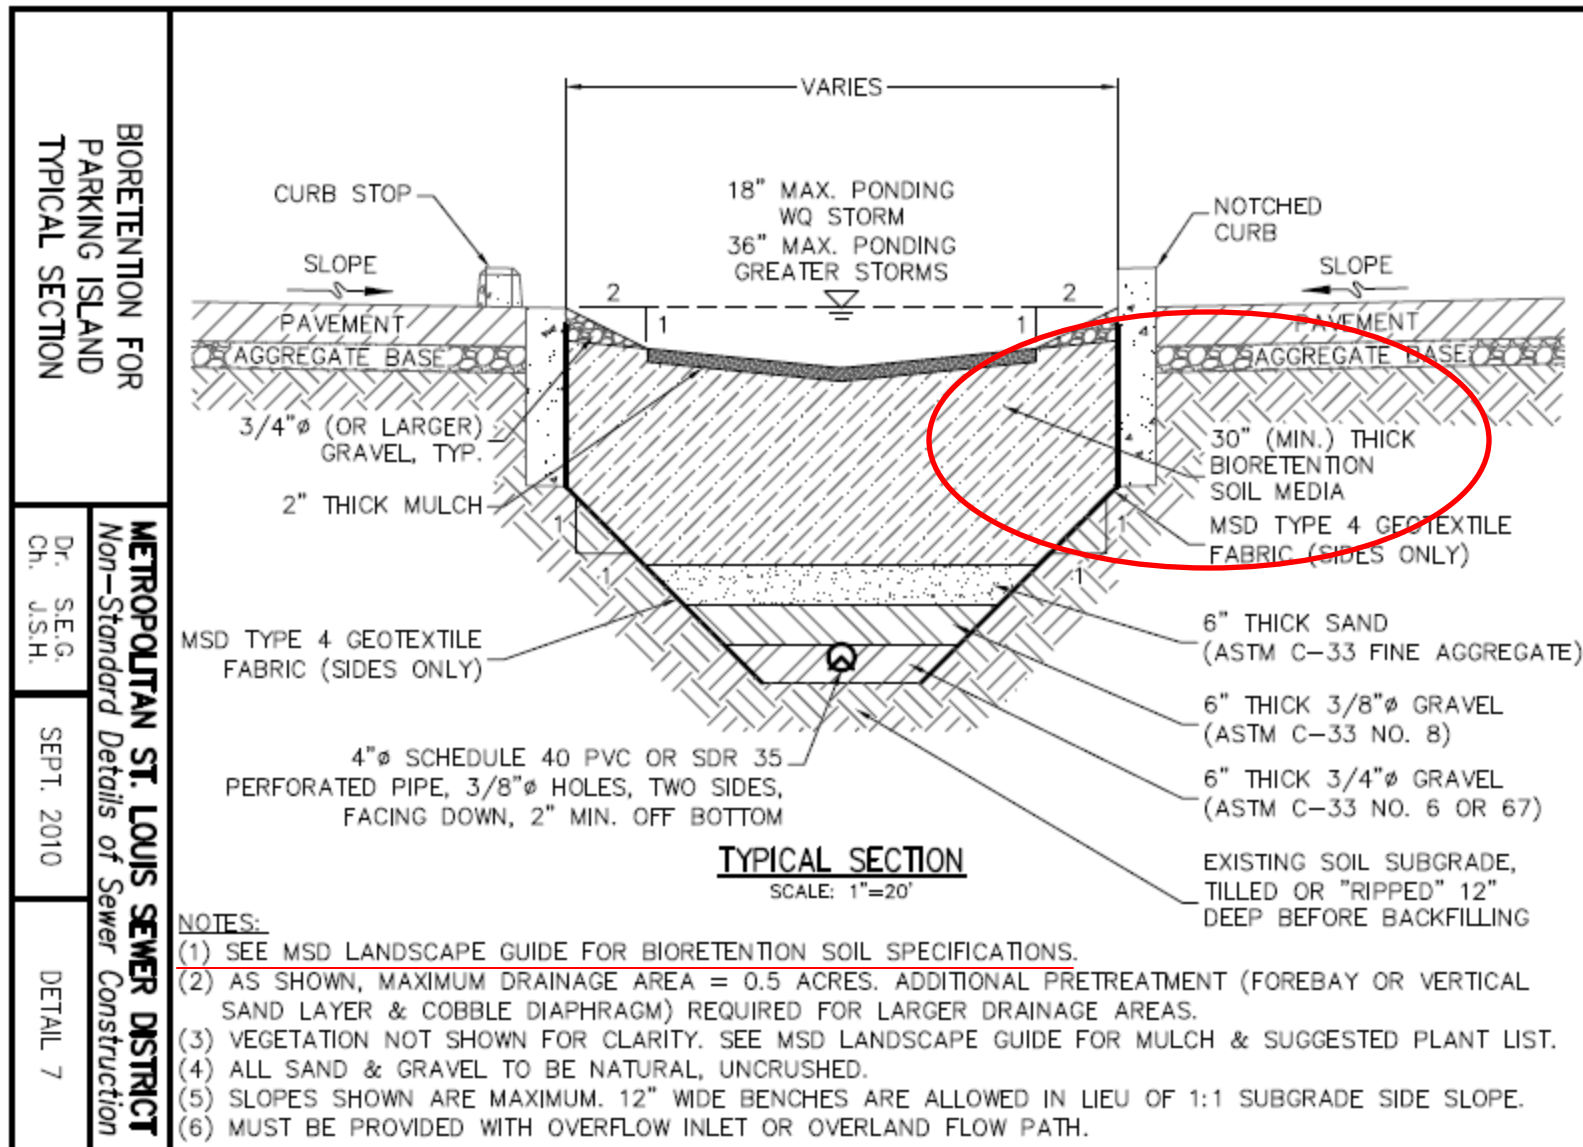 BIORETENTION FOR
PARKING ISLAND
TYPICAL SECTION
METROPOLITAN ST. LOUIS SEWER DISTRICT
Non-Standard Details of Sewer Construction
Dr. S.E.G.
Ch. J.S.H.
SEPT. 2010
DETAIL 7
VARIES
CURB STOP
18" MAX. PONDING
WQ STORM
36" MAX. PONDING
GREATER STORMS
NOTCHED
CURB
SLOPE
SLOPE
2
2
1
1
PAVEMENT
PAVEMENT
AGGREGATE BASE
AGGREGATE BASE
3/4"ø (OR LARGER)
GRAVEL, TYP.
30" (MIN.) THICK
BIORETENTION
SOIL MEDIA
2" THICK MULCH
MSD TYPE 4 GEOTEXTILE
FABRIC (SIDES ONLY)
1
1
1
1
MSD TYPE 4 GEOTEXTILE
FABRIC (SIDES ONLY)
6" THICK SAND
(ASTM C-33 FINE AGGREGATE)
6" THICK 3/8"ø GRAVEL
(ASTM C-33 NO. 8)
4"ø SCHEDULE 40 PVC OR SDR 35
PERFORATED PIPE, 3/8"ø HOLES, TWO SIDES,
FACING DOWN, 2" MIN. OFF BOTTOM
6" THICK 3/4"ø GRAVEL
(ASTM C-33 NO. 6 OR 67)
EXISTING SOIL SUBGRADE,
TILLED OR "RIPPED" 12"
DEEP BEFORE BACKFILLING
TYPICAL SECTION
SCALE: 1"=20'
NOTES:
(1) SEE MSD LANDSCAPE GUIDE FOR BIORETENTION SOIL SPECIFICATIONS.
(2) AS SHOWN, MAXIMUM DRAINAGE AREA = 0.5 ACRES. ADDITIONAL PRETREATMENT (FOREBAY OR VERTICAL
SAND LAYER & COBBLE DIAPHRAGM) REQUIRED FOR LARGER DRAINAGE AREAS.
(3) VEGETATION NOT SHOWN FOR CLARITY. SEE MSD LANDSCAPE GUIDE FOR MULCH & SUGGESTED PLANT LIST.
(4) ALL SAND & GRAVEL TO BE NATURAL, UNCRUSHED.
(5) SLOPES SHOWN ARE MAXIMUM. 12" WIDE BENCHES ARE ALLOWED IN LIEU OF 1:1 SUBGRADE SIDE SLOPE.
(6) MUST BE PROVIDED WITH OVERFLOW INLET OR OVERLAND FLOW PATH.